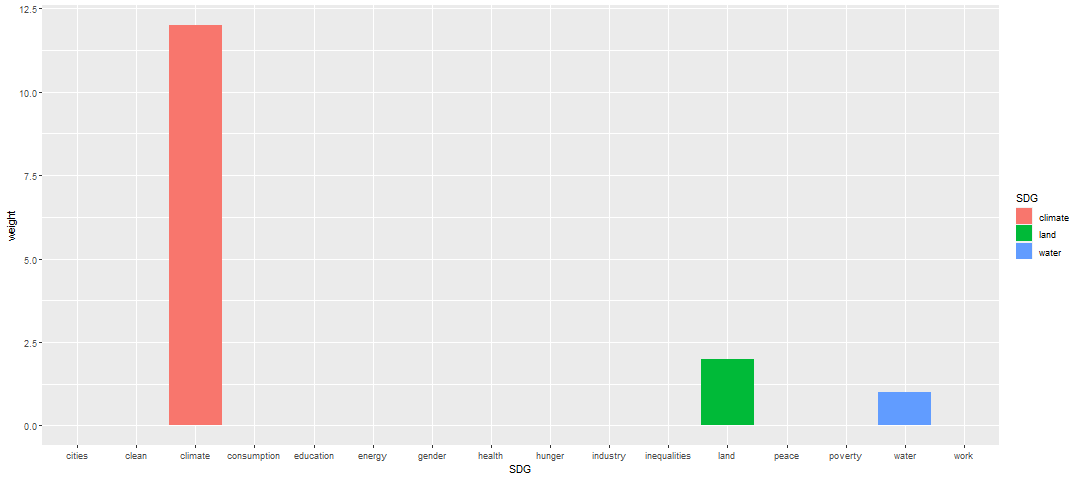 12.5
10.0
7.5
5.0
2.5
0.0
weight
cities clean climate consumption education energy gender health hunger industry inequalities land peace poverty water work
SDG
SDG
climate
land
water